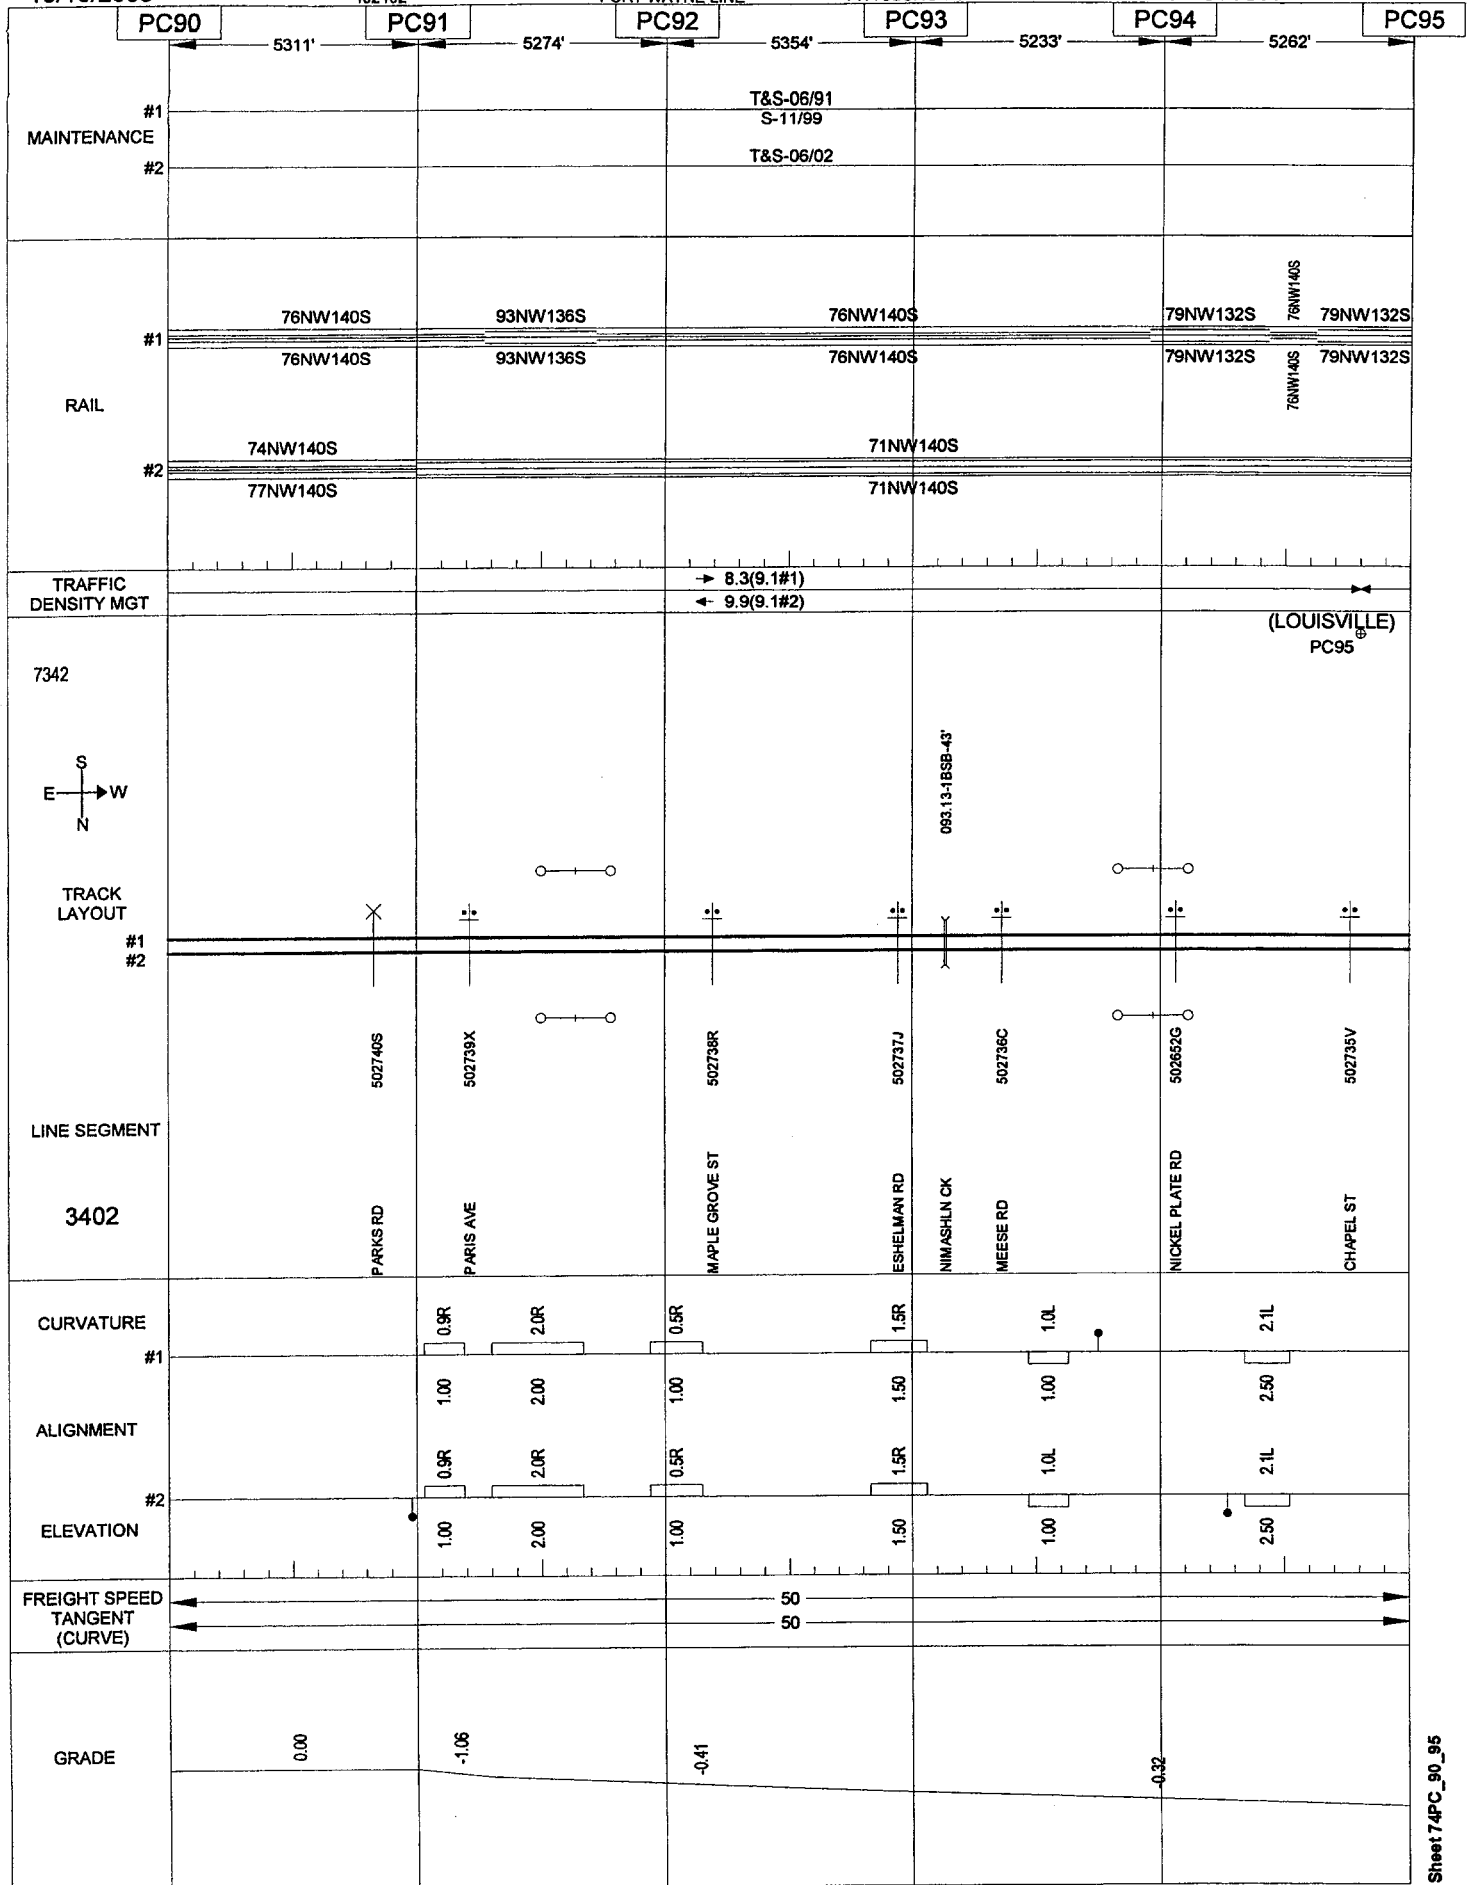 PC90 PC91 PC92 PC93 PC94 PC95
5311' 5274' 5354' 5233' 5262'
#1 T&S-06/91
S-11/99
MAINTENANCE
#2 T&S-06/02
76NW140S
76NW140S 93NW136S 76NW140S 79NW132S 79NW132S
#1
76NW140S 93NW136S 76NW140S 79NW132S 79NW132S
76NW140S
RAIL
74NW140S 71NW140S
#2
77NW140S 71NW140S
TRAFFIC
DENSITY MGT
8.3(9.1#1)
9.9(9.1#2)
(LOUISVILLE)
PC95
7342
S
E W
N
093.13-1BSB-43'
TRACK
LAYOUT
#1
#2
502740S 502739X 502738R 502737J 502736C 502652G 502735V
LINE SEGMENT
3402
PARKS RD
PARIS AVE
MAPLE GROVE ST
ESHELMAN RD
NIMASHLN CK
MEESE RD
NICKEL PLATE RD
CHAPEL ST
CURVATURE
0.9R 2.0R 0.5R 1.5R 1.0L 2.1L
#1
1.00 2.00 1.00 1.50 1.00 2.50
ALIGNMENT
0.9R 2.0R 0.5R 1.5R 1.0L 2.1L
#2
ELEVATION
1.00 2.00 1.00 1.50 1.00 2.50
FREIGHT SPEED
TANGENT
(CURVE)
50
50
GRADE
0.00 -1.06 -0.41 -0.32
Sheet 74PC_90_95